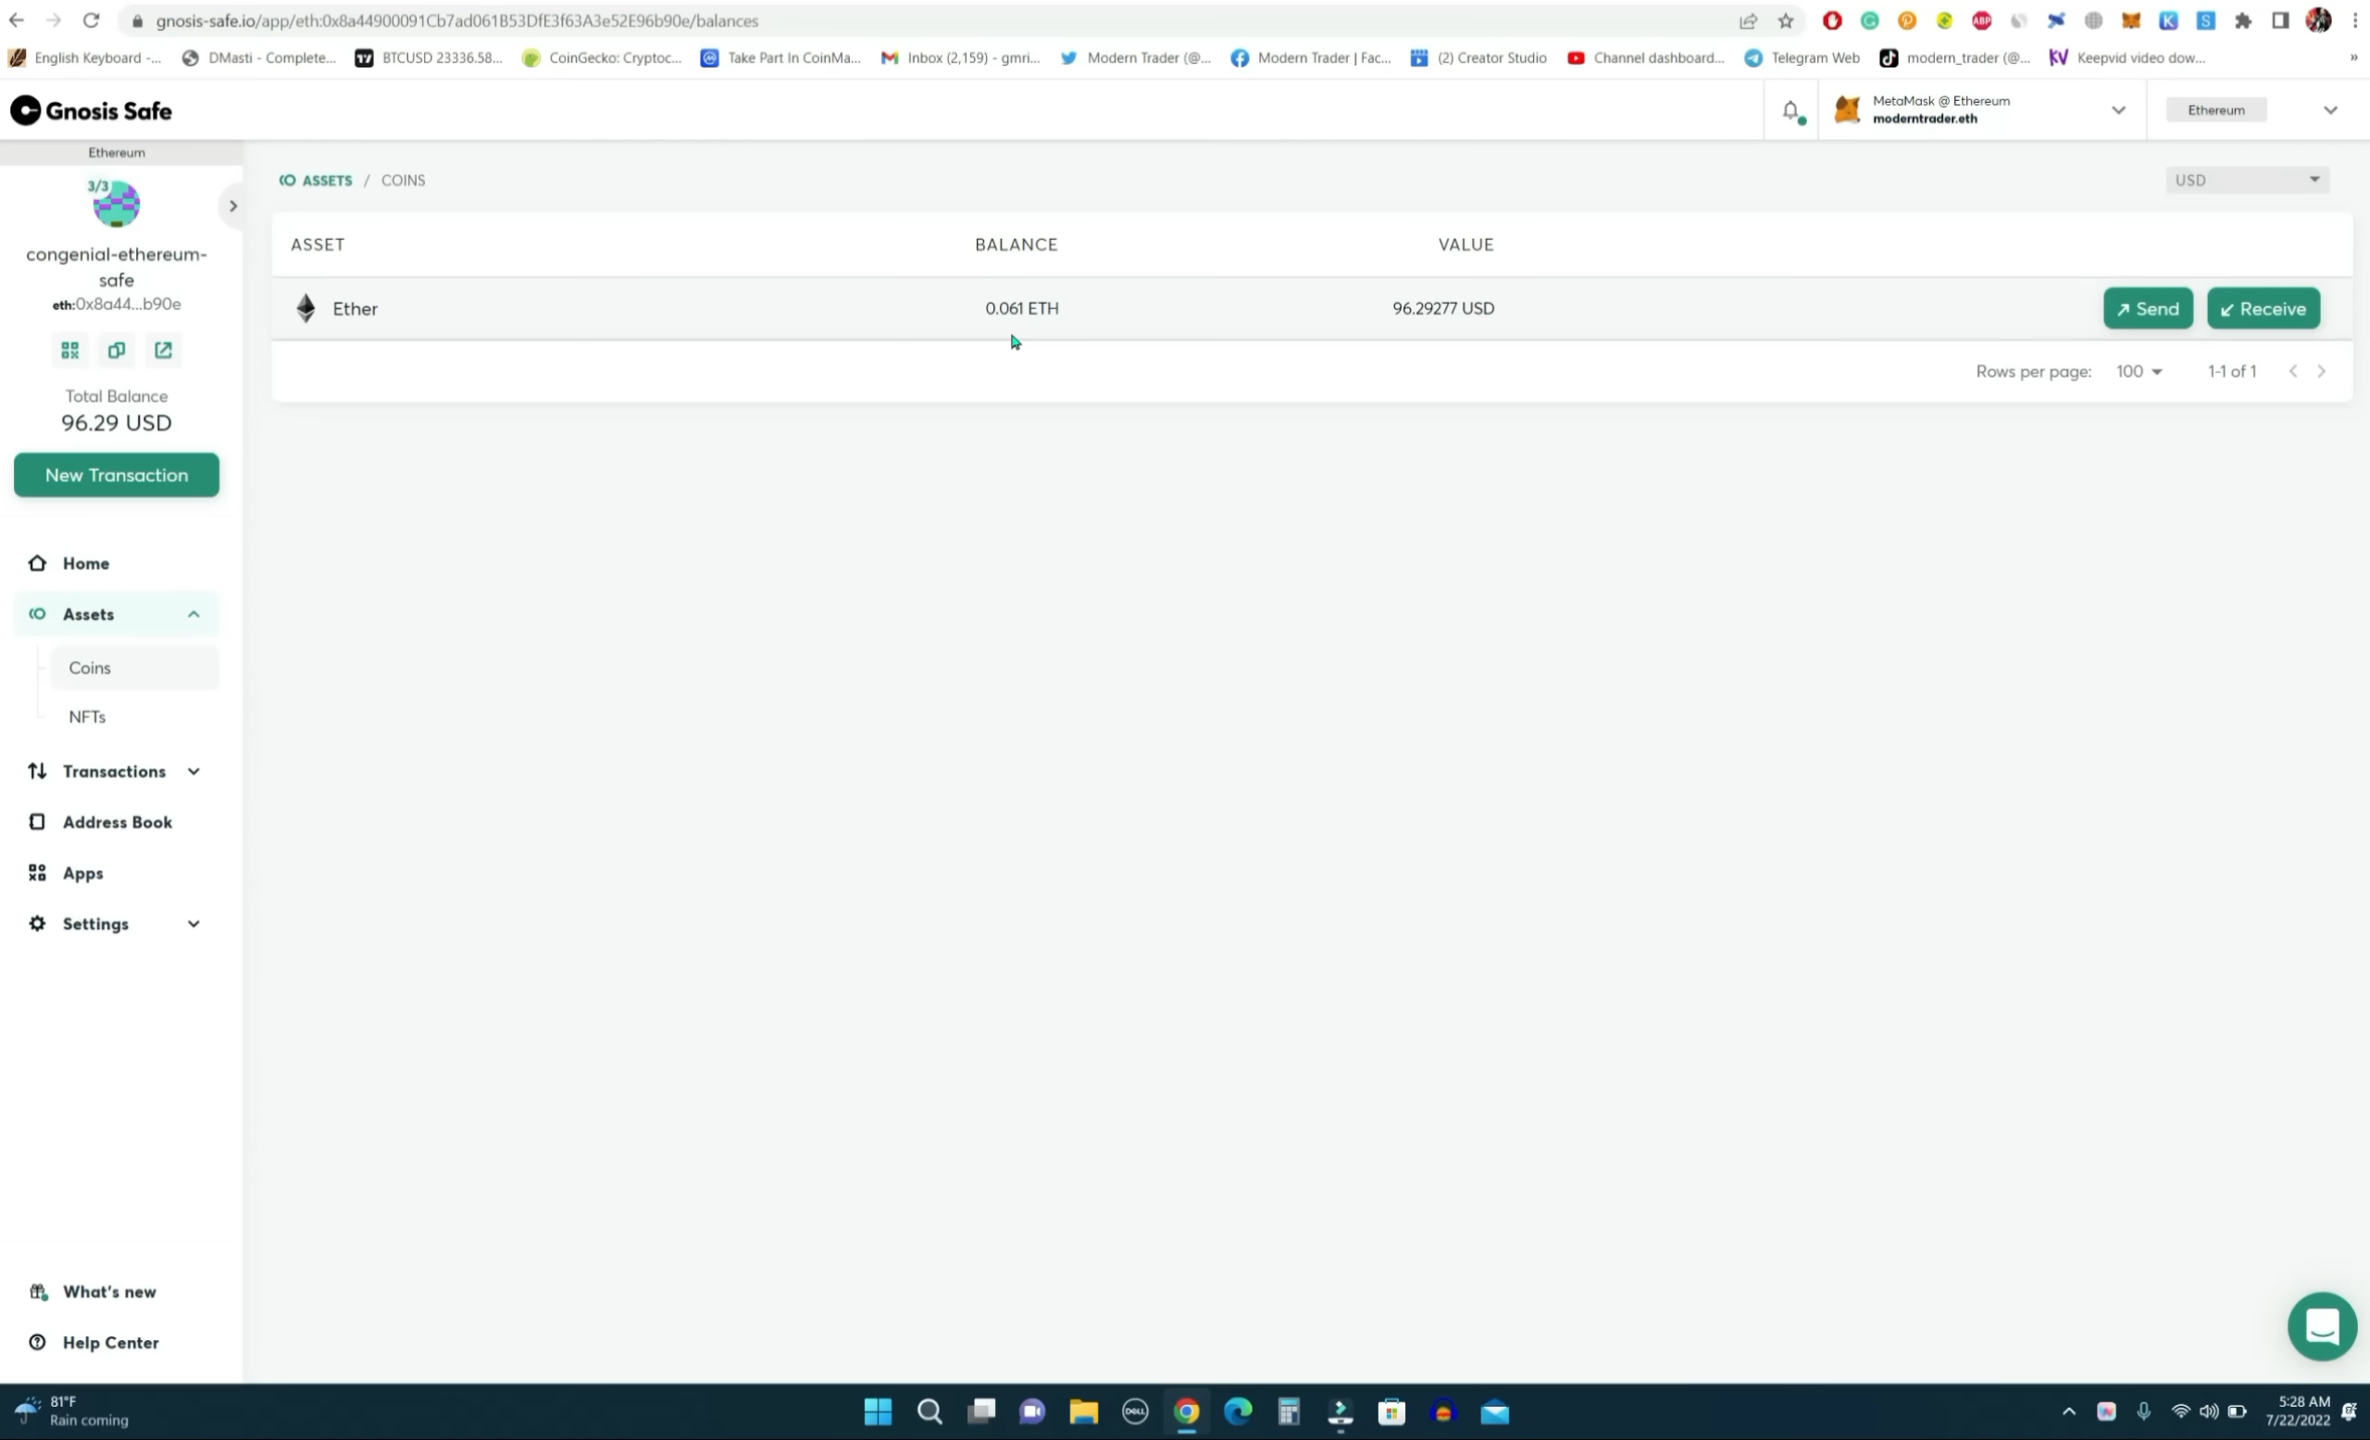 gnosis-safe.io/app/eth:0x8a44900091Cb7ad061B53DfE3f63A3e52E96b90e/balances
English Keyboard -... DMasti - Complete... BTCUSD 23336.58... CoinGecko: Cryptoc... Take Part In CoinMa... Inbox (2,159) - gmri... Modern Trader (@... Modern Trader | Fac... (2) Creator Studio Channel dashboard... Telegram Web modern_trader (@... Keepvid video dow... »
Gnosis Safe
MetaMask @ Ethereum
moderntrader.eth
Ethereum
Ethereum
3/3
congenial-ethereum-
safe
eth:0x8a44...b90e
Total Balance
96.29 USD
New Transaction
Home
Assets
Coins
NFTs
Transactions
Address Book
Apps
Settings
What's new
Help Center
ASSETS / COINS
USD
ASSET BALANCE VALUE
Ether 0.061 ETH 96.29277 USD Send Receive
Rows per page: 100 1-1 of 1
81°F
Rain coming
DELL
5:28 AM
7/22/2022